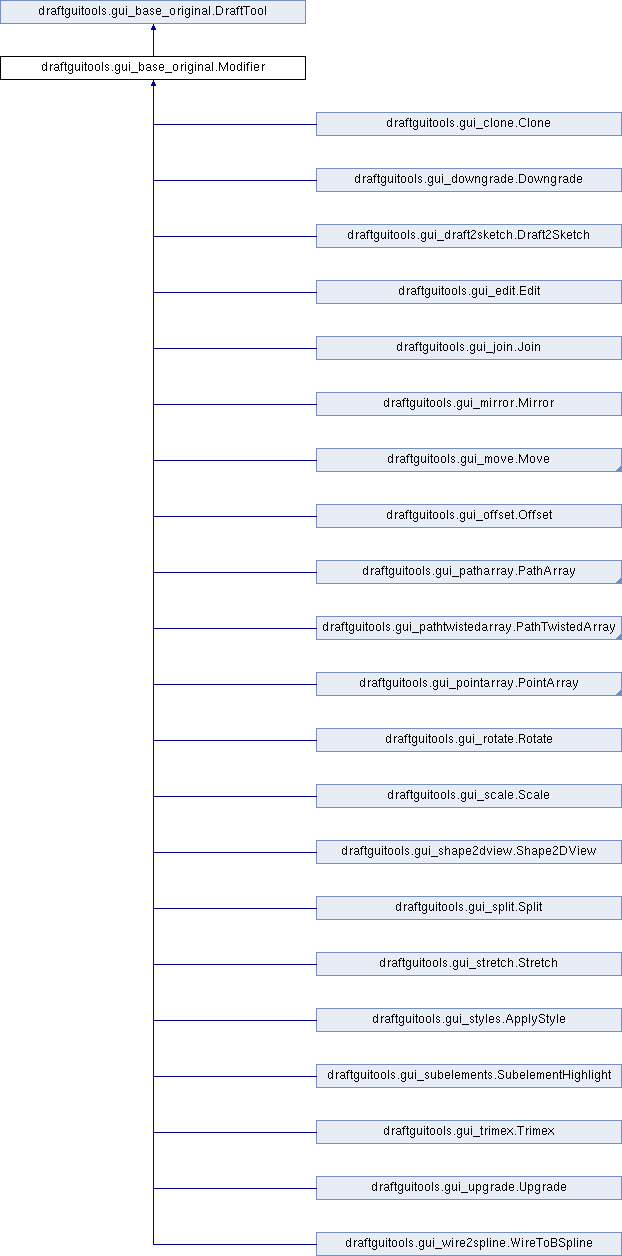 draftguitools.gui_base_original.DraftTool
draftguitools.gui_base_original.Modifier
draftguitools.gui_clone.Clone
draftguitools.gui_downgrade.Downgrade
draftguitools.gui_draft2sketch.Draft2Sketch
draftguitools.gui_edit.Edit
draftguitools.gui_join.Join
draftguitools.gui_mirror.Mirror
draftguitools.gui_move.Move
draftguitools.gui_offset.Offset
draftguitools.gui_patharray.PathArray
draftguitools.gui_pathtwistedarray.PathTwistedArray
draftguitools.gui_pointarray.PointArray
draftguitools.gui_rotate.Rotate
draftguitools.gui_scale.Scale
draftguitools.gui_shape2dview.Shape2DView
draftguitools.gui_split.Split
draftguitools.gui_stretch.Stretch
draftguitools.gui_styles.ApplyStyle
draftguitools.gui_subelements.SubelementHighlight
draftguitools.gui_trimex.Trimex
draftguitools.gui_upgrade.Upgrade
draftguitools.gui_wire2spline.WireToBSpline